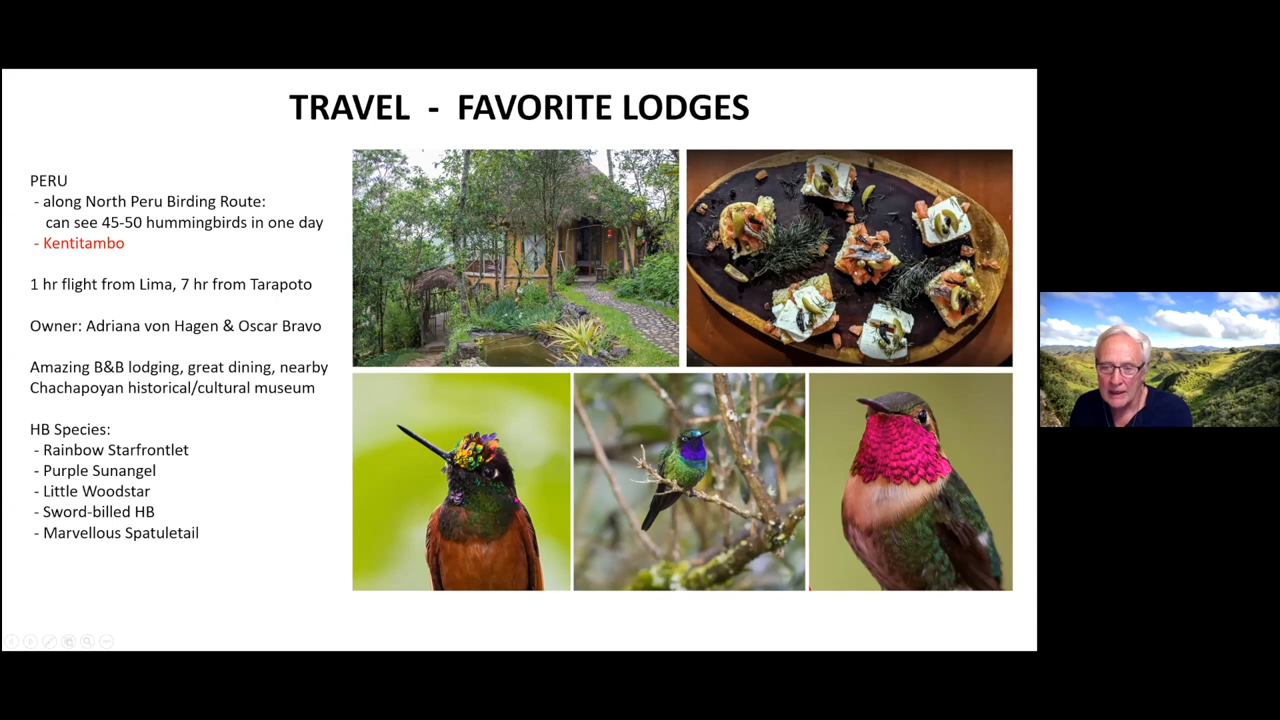 TRAVEL - FAVORITE LODGES
PERU
- along North Peru Birding Route:
can see 45-50 hummingbirds in one day
- Kentitambo
1 hr flight from Lima, 7 hr from Tarapoto
Owner: Adriana von Hagen & Oscar Bravo
Amazing B&B lodging, great dining, nearby
Chachapoyan historical/cultural museum
HB Species:
- Rainbow Starfrontlet
- Purple Sunangel
- Little Woodstar
- Sword-billed HB
- Marvellous Spatuletail